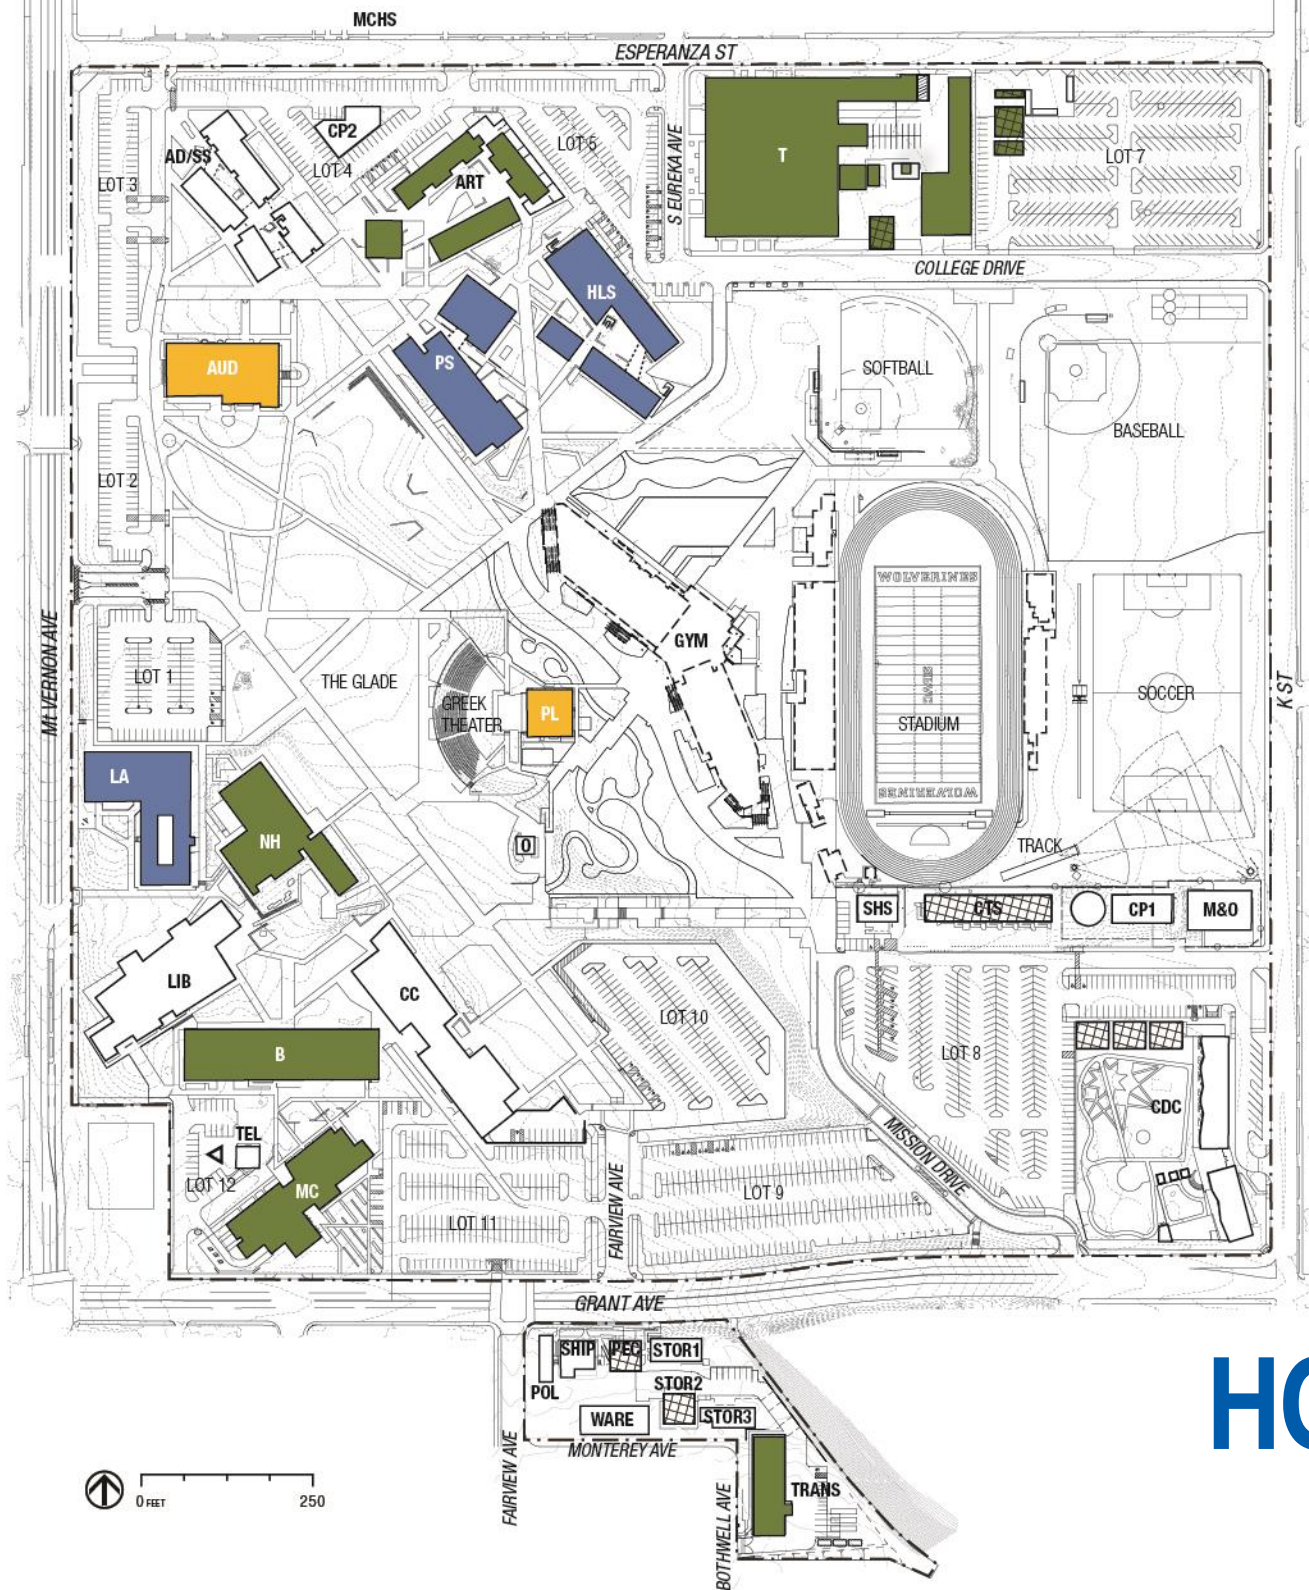 MCHS
ESPERANZA ST
CP2
AD/SS
LOT 3
LOT 4
ART
LOT 5
S EUREKA AVE
T
LOT 7
COLLEGE DRIVE
HLS
AUD
PS
SOFTBALL
BASEBALL
LOT 2
WOLVERINES
Mt VERNON AVE
LOT 1
THE GLADE
GREEK
THEATER
PL
GYM
STADIUM
SOCCER
K ST
WOLVERINES
LA
NH
O
TRACK
SHS
CTS
CP1
M&O
LIB
CC
LOT 10
B
LOT 8
CDC
TEL
LOT 12
MC
LOT 11
FAIRVIEW AVE
LOT 9
MISSION DRIVE
GRANT AVE
SHIP
PEC
STOR1
POL
STOR2
WARE
STOR3
MONTEREY AVE
FAIRVIEW AVE
BOTHWELL AVE
TRANS
0 FEET
250